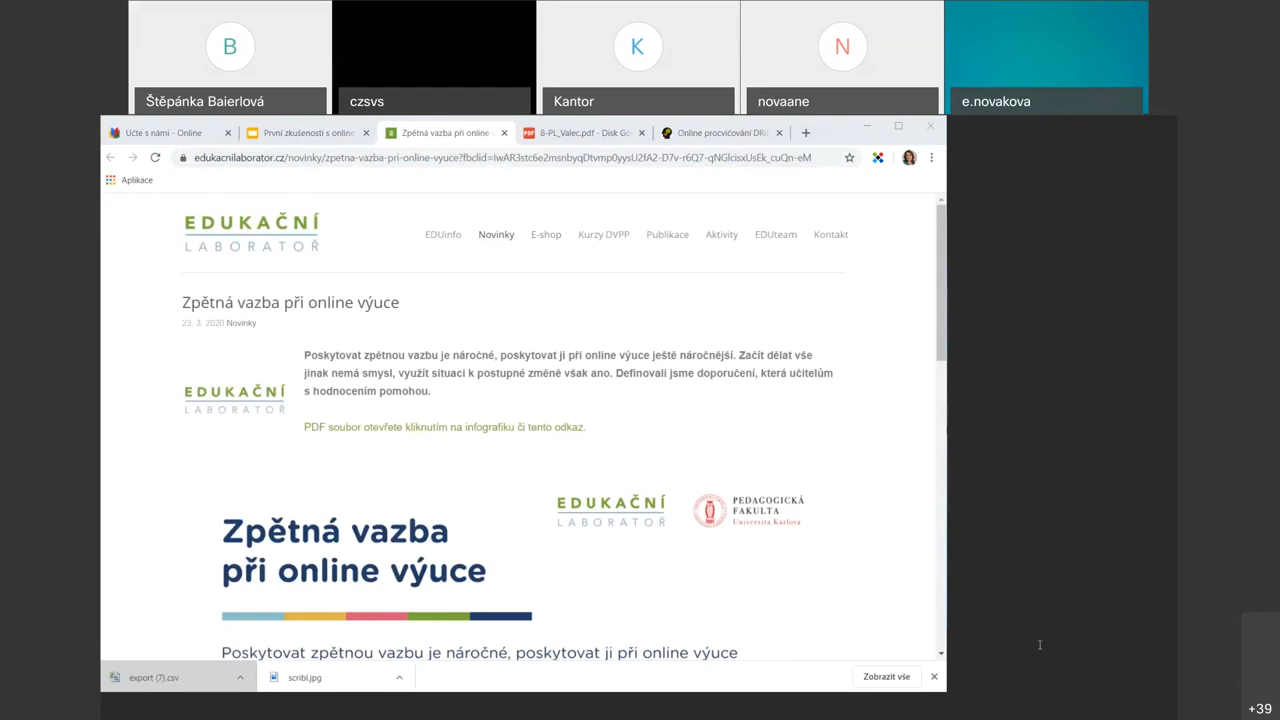 B
K
N
Štěpánka Baierlová
czsvs
Kantor
novaane
e.novakova
Učte s námi - Online
První zkušenosti s online
Zpětná vazba při online v
8-PL_Valec.pdf - Disk Go
Online procvičování DRI
edukacnilaborator.cz/novinky/zpetna-vazba-pri-online-vyuce?fbclid=IwAR3stc6e2msnbyqDtvmp0yysU2fA2-D7v-r6Q7-qNGlcisxUsEk_cuQn-eM
Aplikace
EDUKAČNÍ
LABORATOŘ
EDUinfo Novinky E-shop Kurzy DVPP Publikace Aktivity EDUteam Kontakt
Zpětná vazba při online výuce
23. 3. 2020 Novinky
Poskytovat zpětnou vazbu je náročné, poskytovat ji při online výuce ještě náročnější. Začít dělat vše
jinak nemá smysl, využít situaci k postupné změně však ano. Definovali jsme doporučení, která učitelům
s hodnocením pomohou.
EDUKAČNÍ
LABORATOŘ
PDF soubor otevřete kliknutím na infografiku či tento odkaz.
EDUKAČNÍ
LABORATOŘ
PEDAGOGICKÁ
FAKULTA
Univerzita Karlova
Zpětná vazba
při online výuce
Poskytovat zpětnou vazbu je náročné, poskytovat ji při online výuce
export (7).csv
scribl.jpg
Zobrazit vše
+39